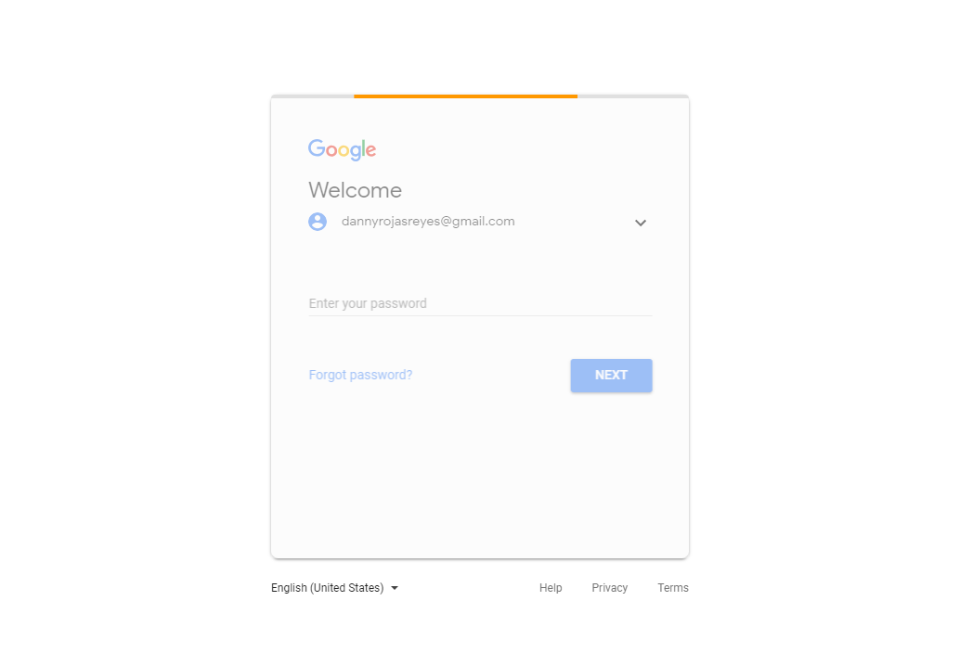 Google
Welcome
dannyrojasreyes@gmail.com
Enter your password
Forgot password?
NEXT
English (United States)
Help
Privacy
Terms